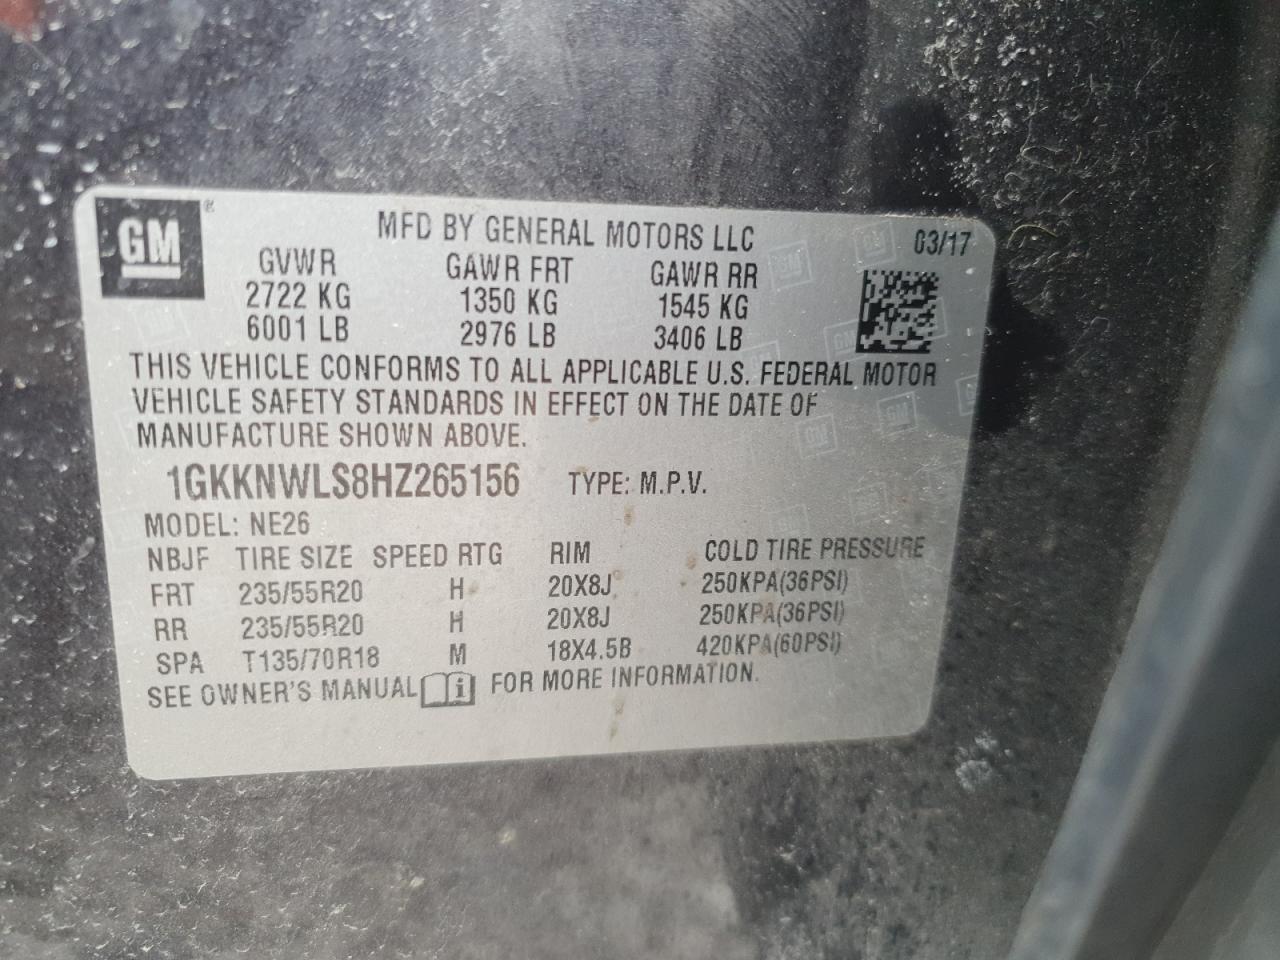 GM ®
MFD BY GENERAL MOTORS LLC 03/17
GVWR GAWR FRT GAWR RR
2722 KG 1350 KG 1545 KG
6001 LB 2976 LB 3406 LB
THIS VEHICLE CONFORMS TO ALL APPLICABLE U.S. FEDERAL MOTOR
VEHICLE SAFETY STANDARDS IN EFFECT ON THE DATE OF
MANUFACTURE SHOWN ABOVE.
1GKKNWLS8HZ265156 TYPE: M.P.V.
MODEL: NE26
NBJF TIRE SIZE SPEED RTG RIM COLD TIRE PRESSURE
FRT 235/55R20 H 20X8J 250KPA(36PSI)
RR 235/55R20 H 20X8J 250KPA(36PSI)
SPA T135/70R18 M 18X4.5B 420KPA(60PSI)
SEE OWNER'S MANUAL i FOR MORE INFORMATION.